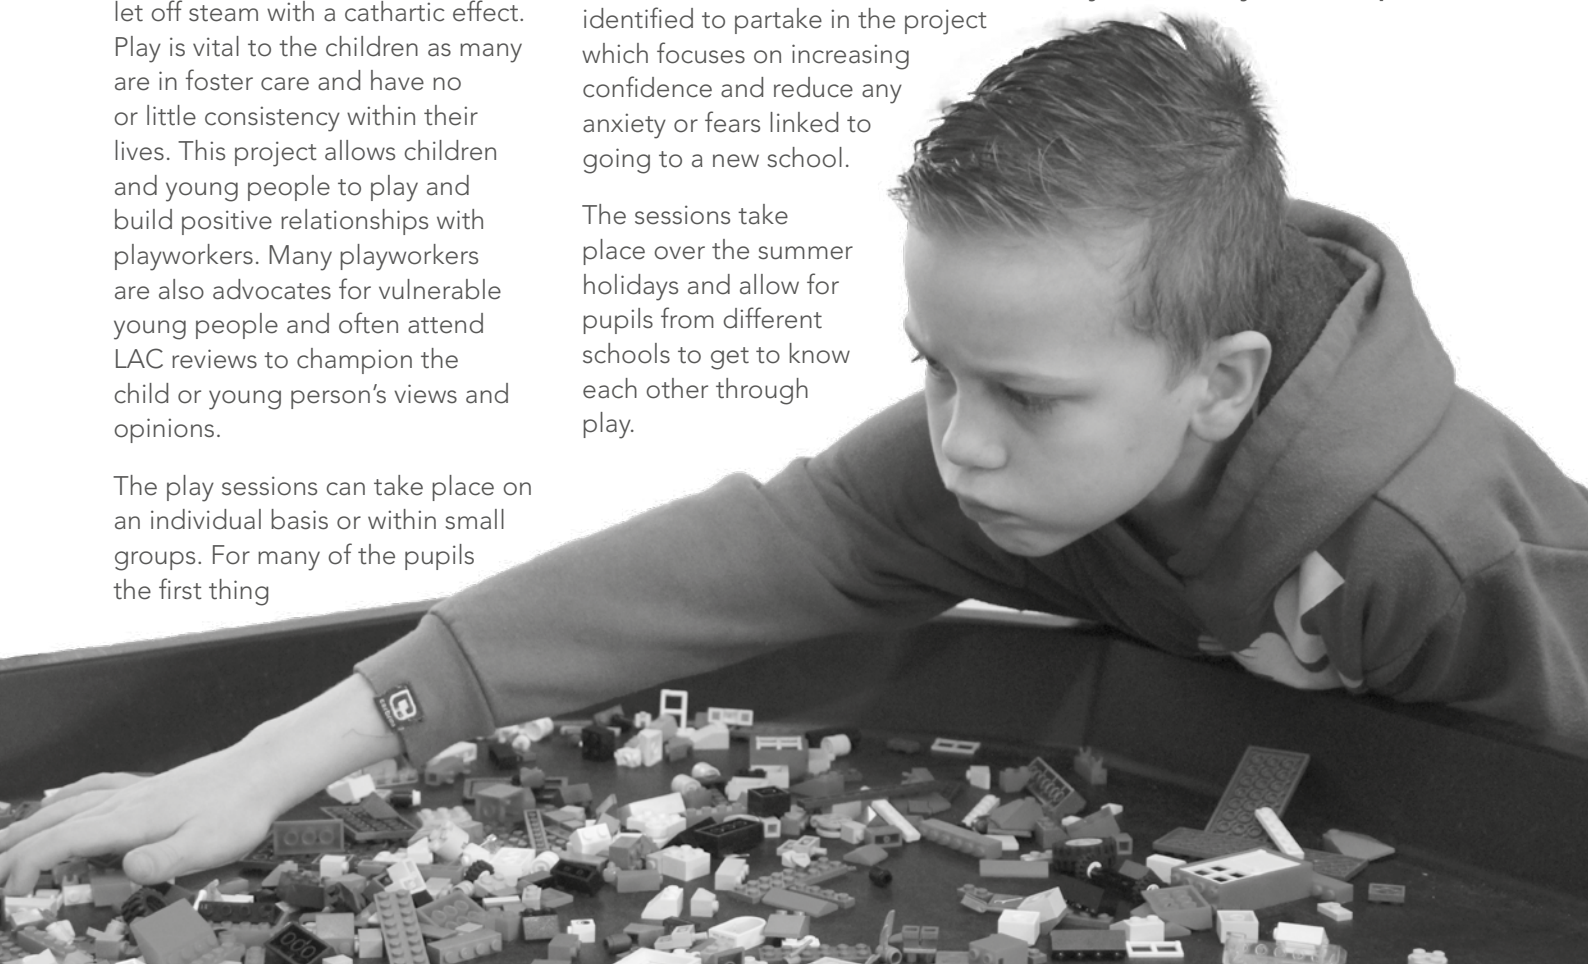 let off steam with a cathartic effect.
Play is vital to the children as many
are in foster care and have no
or little consistency within their
lives. This project allows children
and young people to play and
build positive relationships with
playworkers. Many playworkers
are also advocates for vulnerable
young people and often attend
LAC reviews to champion the
child or young person’s views and
opinions.
The play sessions can take place on
an individual basis or within small
groups. For many of the pupils
the first thing
identified to partake in the project
which focuses on increasing
confidence and reduce any
anxiety or fears linked to
going to a new school.
The sessions take
place over the summer
holidays and allow for
pupils from different
schools to get to know
each other through
play.